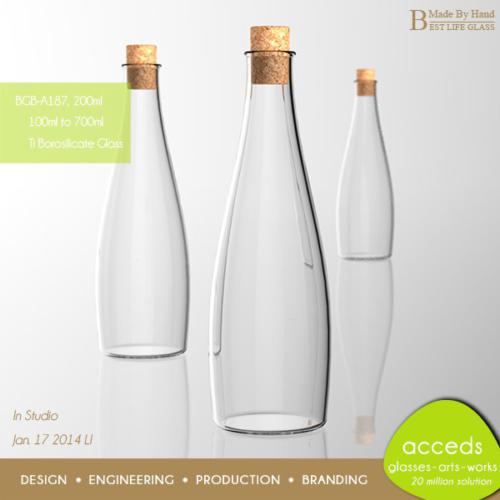 B Made By Hand
BEST LIFE GLASS
BGB-A187, 200ml
100ml to 700ml
Ti Borosilicate Glass
In Studio
Jan. 17 2014 LI
acceds
glasses-arts-works
20 million solution
DESIGN • ENGINEERING • PRODUCTION • BRANDING